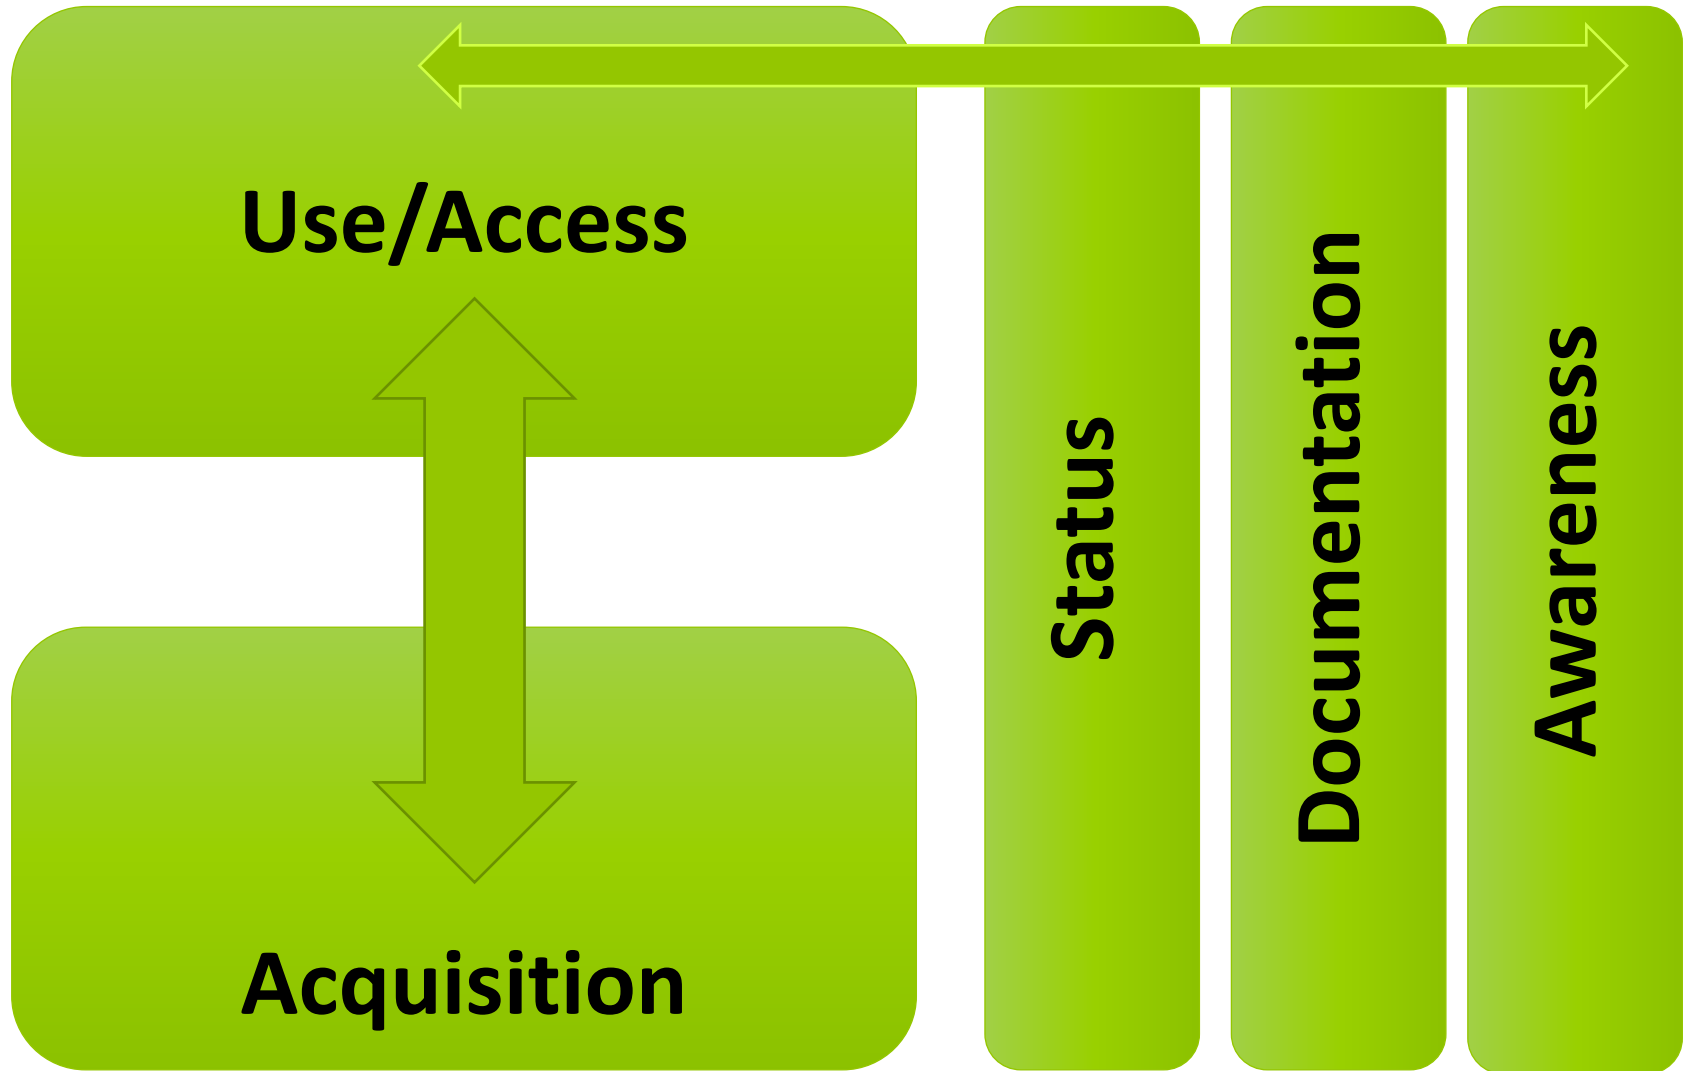 Use/Access
Acquisition
Status
Documentation
Awareness